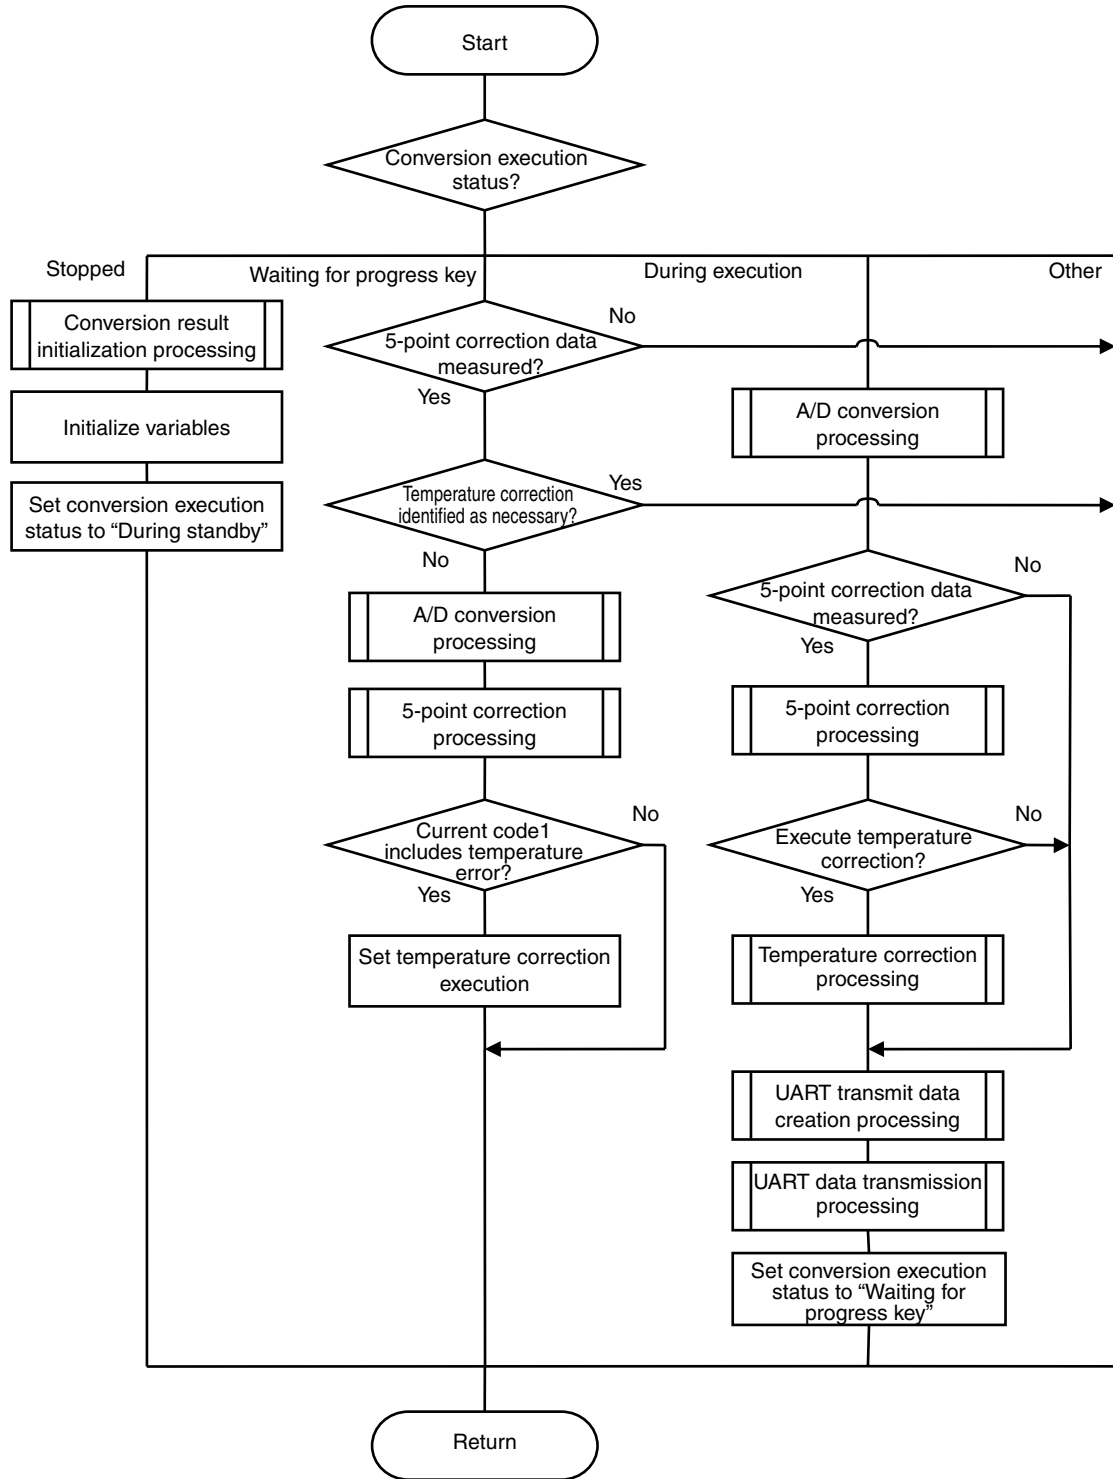 Start
Conversion execution
status?
Stopped
Waiting for progress key
During execution
Other
Conversion result
initialization processing
Initialize variables
Set conversion execution
status to “During standby”
5-point correction data
measured?
No
Yes
Temperature correction
identified as necessary?
Yes
No
A/D conversion
processing
5-point correction
processing
Current code1
includes temperature
error?
No
Yes
Set temperature correction
execution
A/D conversion
processing
5-point correction data
measured?
No
Yes
5-point correction
processing
Execute temperature
correction?
No
Yes
Temperature correction
processing
UART transmit data
creation processing
UART data transmission
processing
Set conversion execution
status to “Waiting for
progress key”
Return